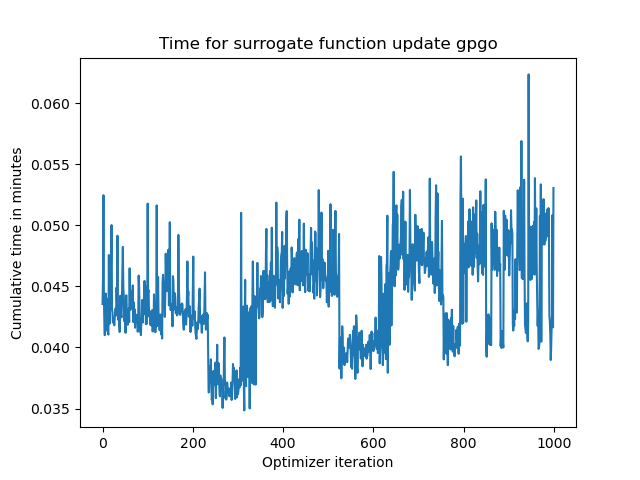 Time for surrogate function update gpgo
Cumulative time in minutes
0.060
0.055
0.050
0.045
0.040
0.035
0 200 400 600 800 1000
Optimizer iteration